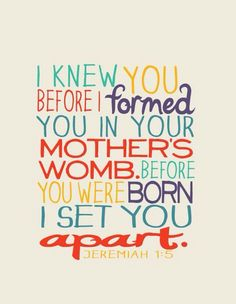 I KNEW YOU
BEFORE I formed
YOU IN YOUR
MOTHER'S
WOMB. BEFORE
YOU WERE BORN
I SET YOU
apart.
JEREMIAH 1:5